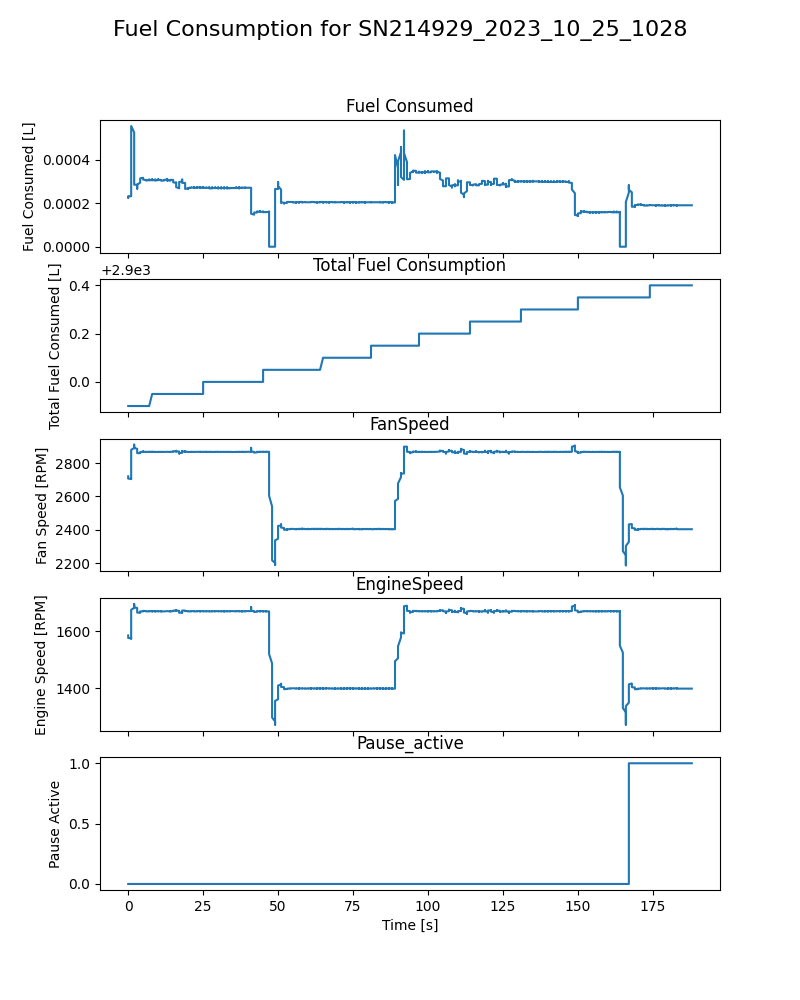 Fuel Consumption for SN214929_2023_10_25_1028
Fuel Consumed
Fuel Consumed [L]
0.0004
0.0002
0.0000
Total Fuel Consumption
+2.9e3
Total Fuel Consumed [L]
0.4
0.2
0.0
FanSpeed
Fan Speed [RPM]
2800
2600
2400
2200
EngineSpeed
Engine Speed [RPM]
1600
1400
Pause_active
Pause Active
1.0
0.5
0.0
0 25 50 75 100 125 150 175
Time [s]